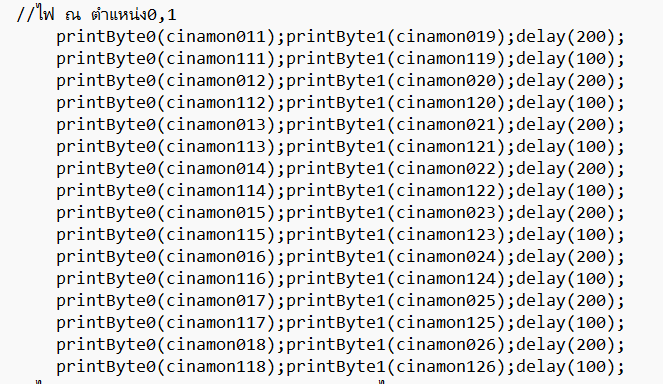 //ไฟ ณ ตำแหน่ง0,1
printByte0(cinamon011);printByte1(cinamon019);delay(200);
printByte0(cinamon111);printByte1(cinamon119);delay(100);
printByte0(cinamon012);printByte1(cinamon020);delay(200);
printByte0(cinamon112);printByte1(cinamon120);delay(100);
printByte0(cinamon013);printByte1(cinamon021);delay(200);
printByte0(cinamon113);printByte1(cinamon121);delay(100);
printByte0(cinamon014);printByte1(cinamon022);delay(200);
printByte0(cinamon114);printByte1(cinamon122);delay(100);
printByte0(cinamon015);printByte1(cinamon023);delay(200);
printByte0(cinamon115);printByte1(cinamon123);delay(100);
printByte0(cinamon016);printByte1(cinamon024);delay(200);
printByte0(cinamon116);printByte1(cinamon124);delay(100);
printByte0(cinamon017);printByte1(cinamon025);delay(200);
printByte0(cinamon117);printByte1(cinamon125);delay(100);
printByte0(cinamon018);printByte1(cinamon026);delay(200);
printByte0(cinamon118);printByte1(cinamon126);delay(100);